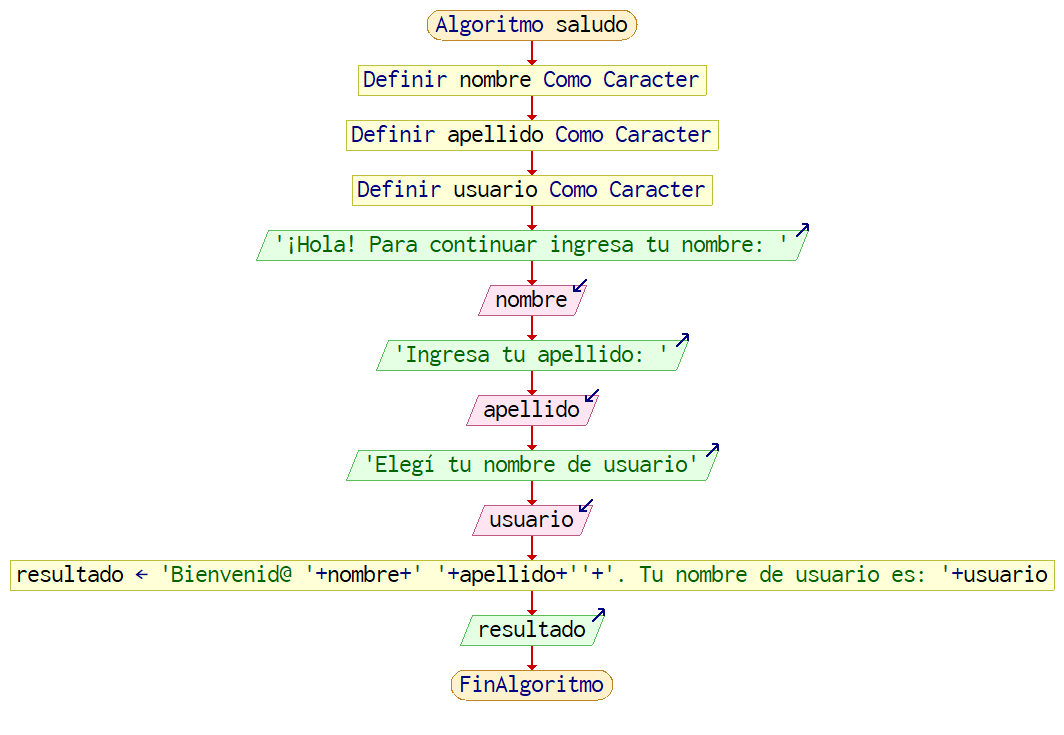 Algoritmo saludo
Definir nombre Como Caracter
Definir apellido Como Caracter
Definir usuario Como Caracter
'¡Hola! Para continuar ingresa tu nombre: '
nombre
'Ingresa tu apellido: '
apellido
'Elegí tu nombre de usuario'
usuario
resultado ← 'Bienvenid@ '+nombre+' '+apellido+''+'. Tu nombre de usuario es: '+usuario
resultado
FinAlgoritmo